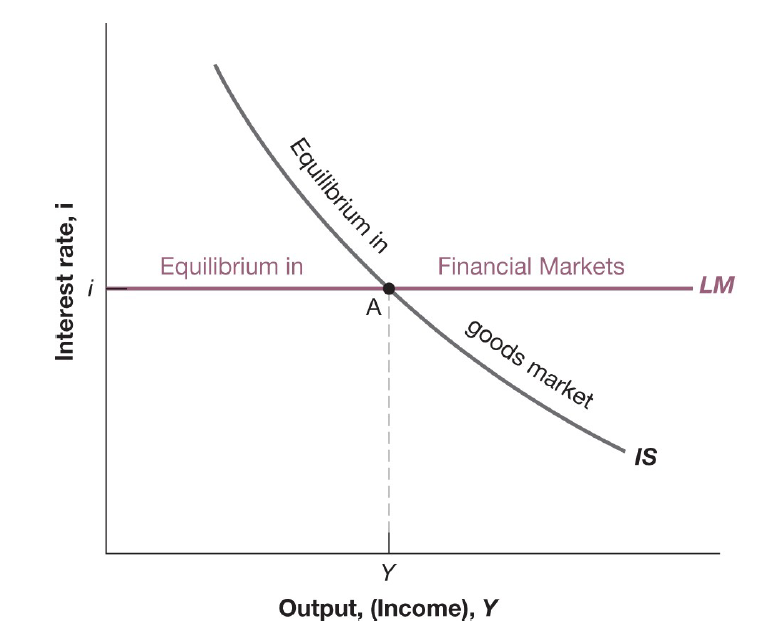 Equilibrium in
Equilibrium in
Financial Markets
LM
i
A
goods market
IS
Interest rate, i
Y
Output, (Income), Y